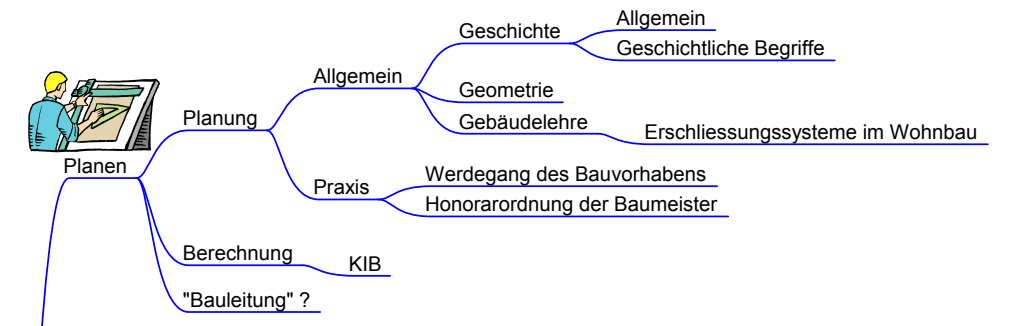 Allgemein
Geschichte
Geschichtliche Begriffe
Allgemein
Geometrie
Planung
Gebäudelehre
Erschliessungssysteme im Wohnbau
Planen
Praxis
Werdegang des Bauvorhabens
Honorarordnung der Baumeister
Berechnung
KIB
"Bauleitung" ?